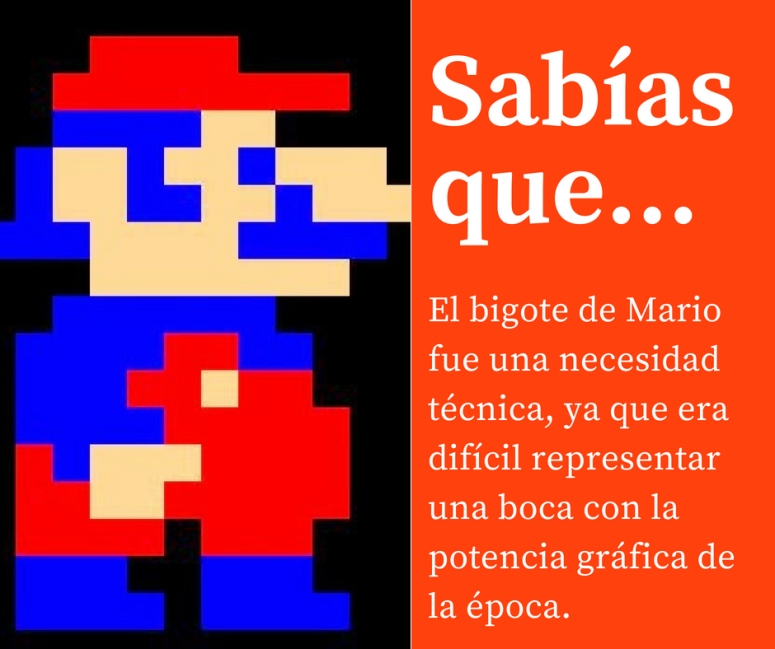 Sabías
que...
El bigote de Mario
fue una necesidad
técnica, ya que era
difícil representar
una boca con la
potencia gráfica de
la época.